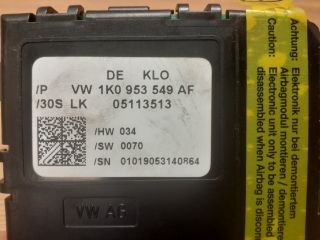 DE KLO
/P VW 1K0 953 549 AF
/30S LK 05113513
/HW 034
/SW 0070
/SN 01019053140R64
VW AG
Achtung:
Elektronik nur bei demontiertem
Airbagmodul montieren / demontieren
/ Caution:
Electronic unit only to be assembled
disassembled when Airbag is discon